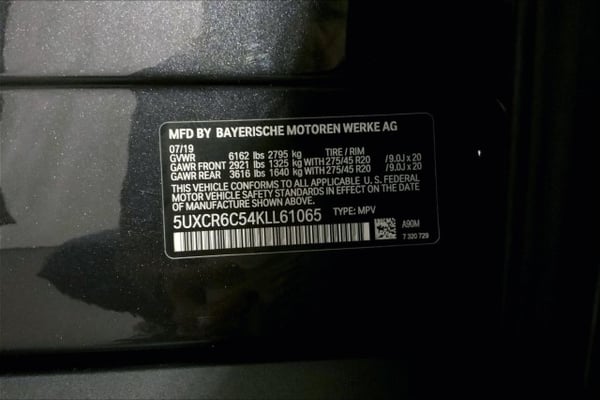 MFD BY BAYERISCHE MOTOREN WERKE AG
07/19
GVWR 6162 lbs 2795 kg TIRE / RIM
GAWR FRONT 2921 lbs 1325 kg WITH 275/45 R20 /9.0J x 20
GAWR REAR 3616 lbs 1640 kg WITH 275/45 R20 /9.0J x 20
THIS VEHICLE CONFORMS TO ALL APPLICABLE U. S. FEDERAL
MOTOR VEHICLE SAFETY STANDARDS IN EFFECT ON THE DATE
OF MANUFACTURE SHOWN ABOVE.
5UXCR6C54KLL61065 TYPE: MPV
A90M
7 320 729